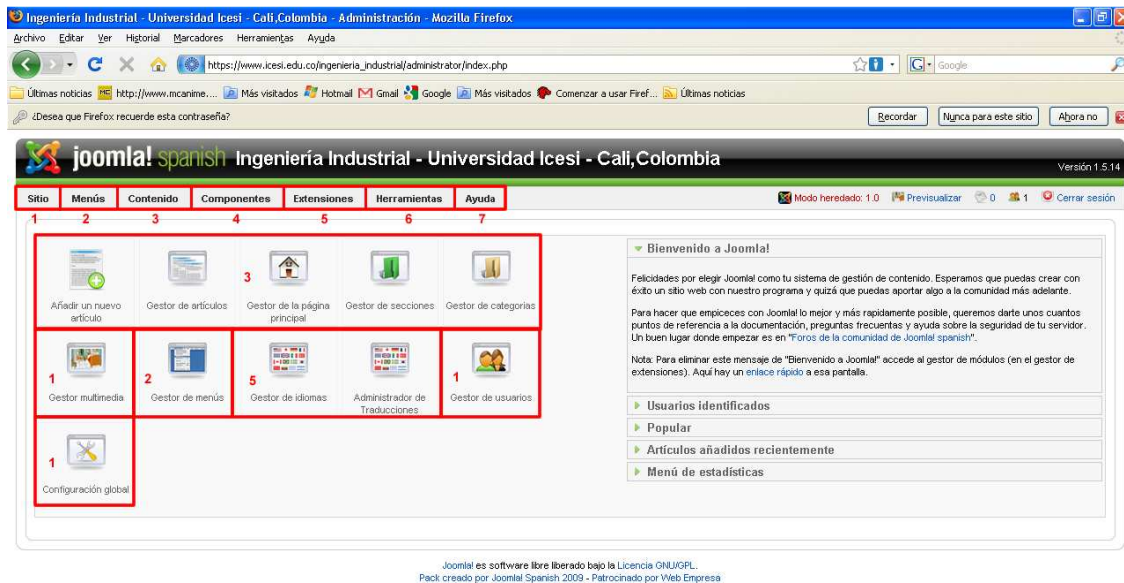 Ingeniería Industrial - Universidad Icesi - Cali,Colombia - Administración - Mozilla Firefox
Archivo Editar Ver Historial Marcadores Herramientas Ayuda
https://www.icesi.edu.co/ingenieria_industrial/administrator/index.php
G Google
Últimas noticias MC http://www.mcanime.... Más visitados Hotmail Gmail Google Más visitados Comenzar a usar Firef... Últimas noticias
¿Desea que Firefox recuerde esta contraseña? Recordar Nunca para este sitio Ahora no
joomla! spanish Ingeniería Industrial - Universidad Icesi - Cali,Colombia
Versión 1.5.14
Sitio Menús Contenido Componentes Extensiones Herramientas Ayuda
Modo heredado: 1.0 Previsualizar 0 1 Cerrar sesión
1 2 3 4 5 6 7
3
Añadir un nuevo
artículo
Gestor de artículos
Gestor de la página
principal
Gestor de secciones
Gestor de categorias
1 2 5 1
Gestor multimedia
Gestor de menús
Gestor de idiomas
Administrador de
Traducciones
Gestor de usuarios
1
Configuración global
Bienvenido a Joomla!
Felicidades por elegir Joomla! como tu sistema de gestión de contenido. Esperamos que puedas crear con
éxito un sitio web con nuestro programa y quizá que puedas aportar algo a la comunidad más adelante.
Para hacer que empieces con Joomla! lo mejor y más rapidamente posible, queremos darte unos cuantos
puntos de referencia a la documentación, preguntas frecuentas y ayuda sobre la seguridad de tu servidor.
Un buen lugar donde empezar es en "Foros de la comunidad de Joomla! spanish".
Nota: Para eliminar este mensaje de "Bienvenido a Joomla!" accede al gestor de módulos (en el gestor de
extensiones). Aquí hay un enlace rápido a esa pantalla.
Usuarios identificados
Popular
Artículos añadidos recientemente
Menú de estadísticas
Joomla! es software libre liberado bajo la Licencia GNU/GPL.
Pack creado por Joomla! Spanish 2009 - Patrocinado por Web Empresa